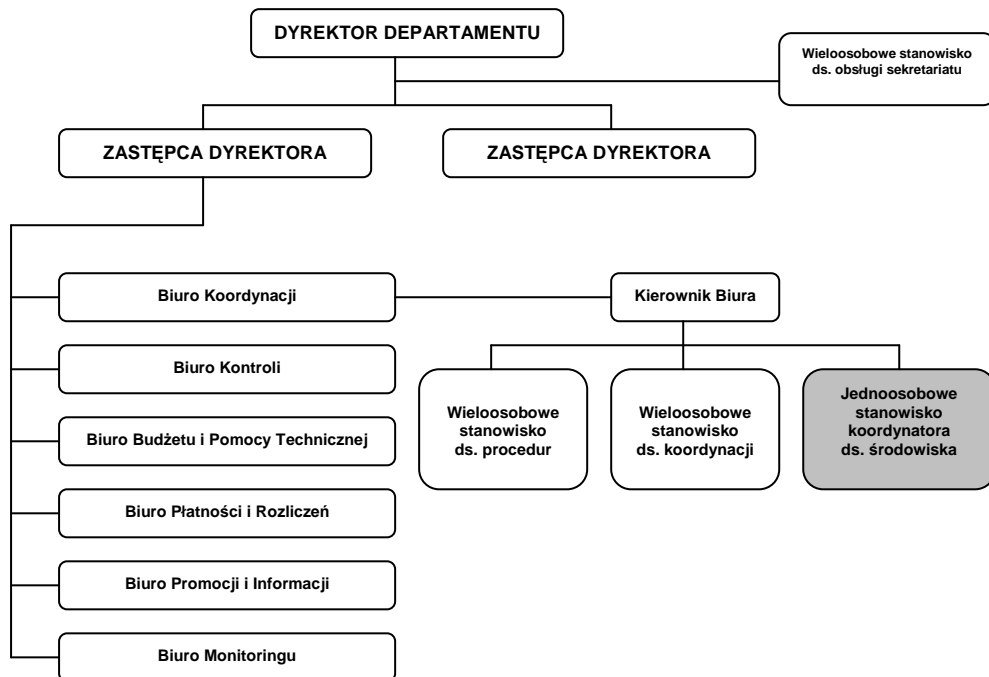 DYREKTOR DEPARTAMENTU
Wieloosobowe stanowisko
ds. obsługi sekretariatu
ZASTĘPCA DYREKTORA
ZASTĘPCA DYREKTORA
Biuro Koordynacji
Kierownik Biura
Biuro Kontroli
Wieloosobowe
stanowisko
ds. procedur
Wieloosobowe
stanowisko
ds. koordynacji
Jednoosobowe
stanowisko
koordynatora
ds. środowiska
Biuro Budżetu i Pomocy Technicznej
Biuro Płatności i Rozliczeń
Biuro Promocji i Informacji
Biuro Monitoringu